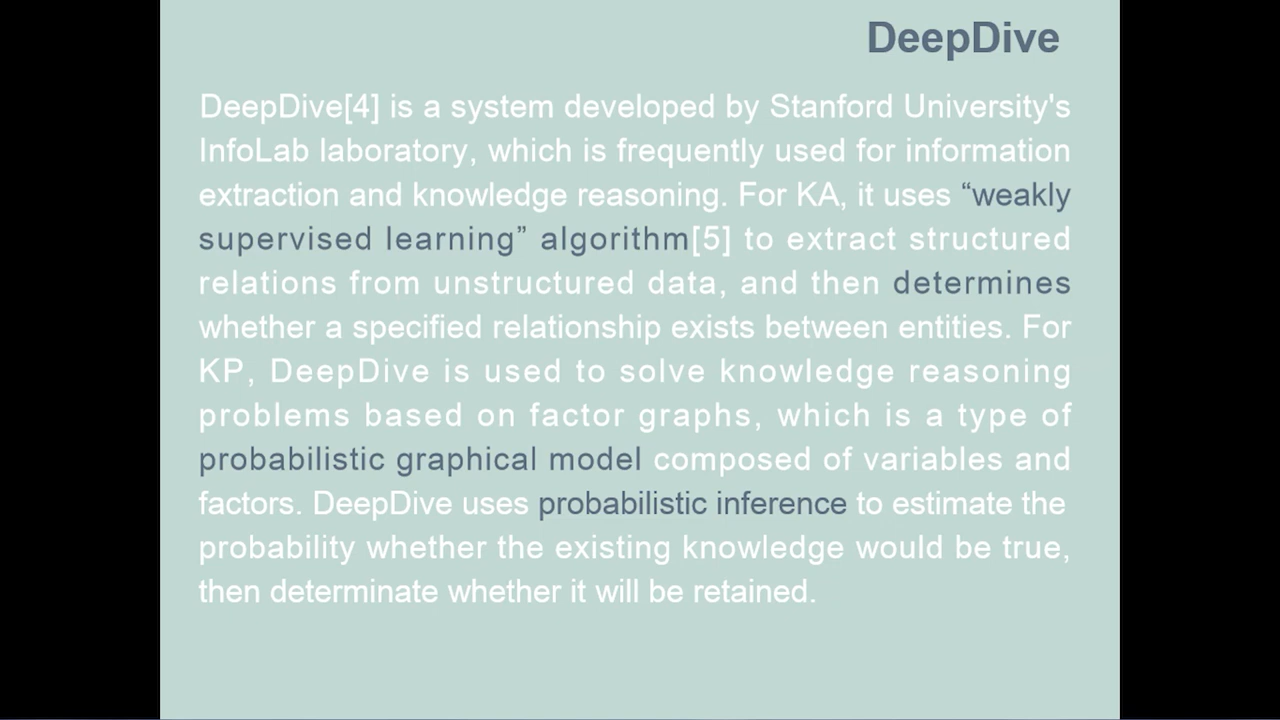 DeepDive
DeepDive[4] is a system developed by Stanford University's
InfoLab laboratory, which is frequently used for information
extraction and knowledge reasoning. For KA, it uses “weakly
supervised learning” algorithm[5] to extract structured
relations from unstructured data, and then determines
whether a specified relationship exists between entities. For
KP, DeepDive is used to solve knowledge reasoning
problems based on factor graphs, which is a type of
probabilistic graphical model composed of variables and
factors. DeepDive uses probabilistic inference to estimate the
probability whether the existing knowledge would be true,
then determinate whether it will be retained.